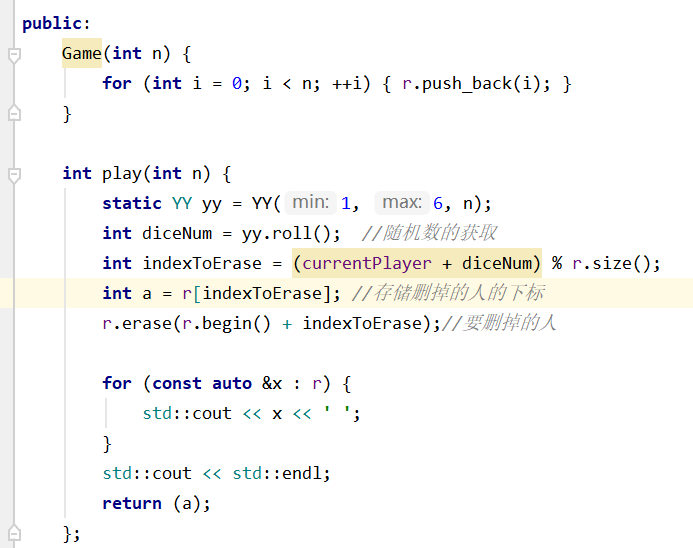 public:
    Game(int n) {
        for (int i = 0; i < n; ++i) { r.push_back(i); }
    }
    int play(int n) {
        static YY yy = YY( min: 1, max: 6, n);
        int diceNum = yy.roll();  //随机数的获取
        int indexToErase = (currentPlayer + diceNum) % r.size();
        int a = r[indexToErase]; //存储删掉的人的下标
        r.erase(r.begin() + indexToErase);//要删掉的人
        for (const auto &x : r) {
            std::cout << x << ' ';
        }
        std::cout << std::endl;
        return (a);
    };